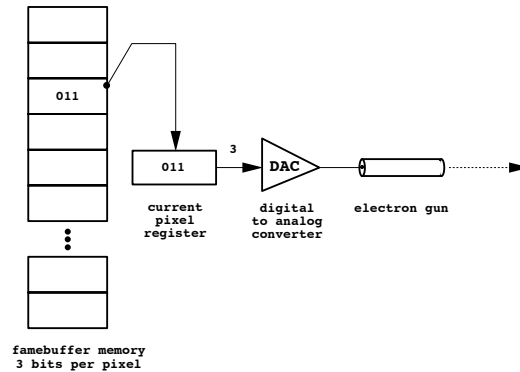 011
011
3
DAC
current
pixel
register
digital
to analog
converter
electron gun
famebuffer memory
3 bits per pixel